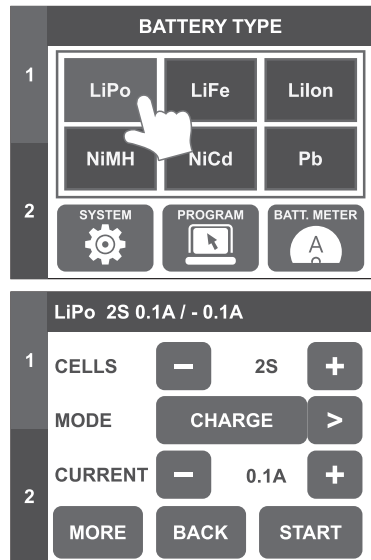 BATTERY TYPE
1
LiPo LiFe LiIon
NiMH NiCd Pb
2
SYSTEM PROGRAM BATT. METER
A
LiPo 2S 0.1A / - 0.1A
1
CELLS − 2S +
MODE CHARGE >
CURRENT − 0.1A +
2
MORE BACK START